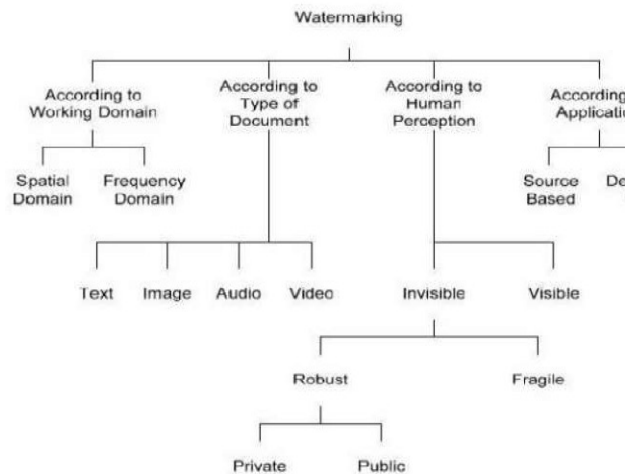 Watermarking
According to
Working Domain
According to
Type of
Document
According to
Human
Perception
According
Spatial
Domain
Frequency
Domain
Source
Based
Text Image Audio Video
Invisible Visible
Robust Fragile
Private Public